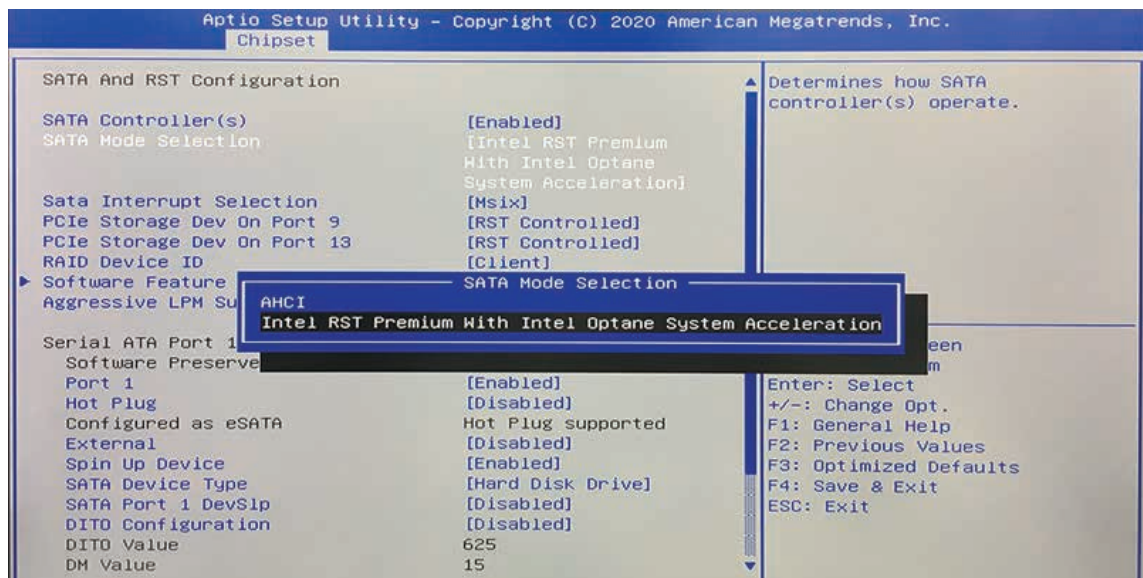 Aptio Setup Utility - Copyright (C) 2020 American Megatrends, Inc.
Chipset
SATA And RST Configuration
SATA Controller(s) [Enabled]
SATA Mode Selection [Intel RST Premium
With Intel Optane
System Acceleration]
Sata Interrupt Selection [Msix]
PCIe Storage Dev On Port 9 [RST Controlled]
PCIe Storage Dev On Port 13 [RST Controlled]
RAID Device ID [Client]
Software Feature
Aggressive LPM Su
SATA Mode Selection
AHCI
Intel RST Premium With Intel Optane System Acceleration
Serial ATA Port 1
Software Preserve
Port 1 [Enabled]
Hot Plug [Disabled]
Configured as eSATA Hot Plug supported
External [Disabled]
Spin Up Device [Enabled]
SATA Device Type [Hard Disk Drive]
SATA Port 1 DevSlp [Disabled]
DITO Configuration [Disabled]
DITO Value 625
DM Value 15
Determines how SATA
controller(s) operate.
een
m
Enter: Select
+/-: Change Opt.
F1: General Help
F2: Previous Values
F3: Optimized Defaults
F4: Save & Exit
ESC: Exit